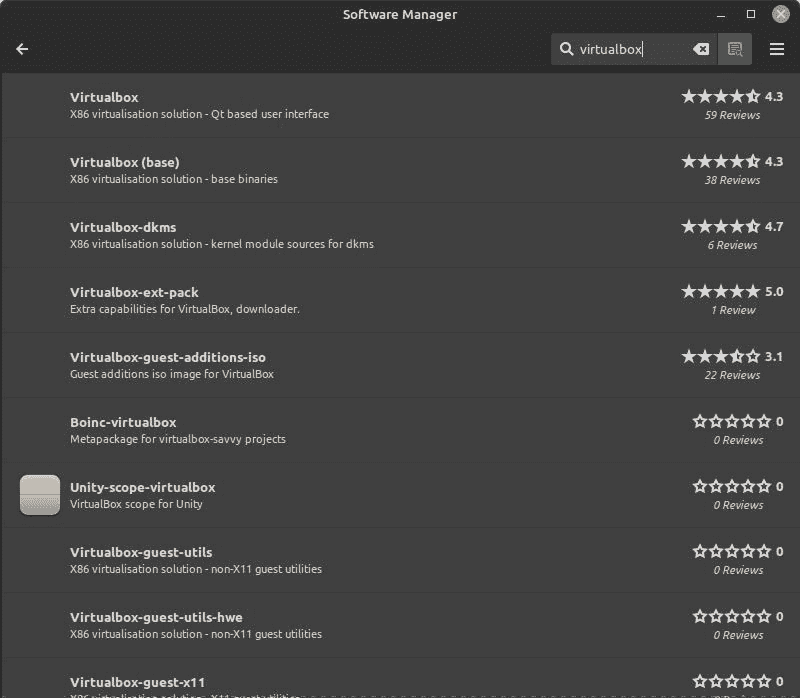 Software Manager
virtualbox
Virtualbox
4.3
X86 virtualisation solution - Qt based user interface
59 Reviews
Virtualbox (base)
4.3
X86 virtualisation solution - base binaries
38 Reviews
Virtualbox-dkms
4.7
X86 virtualisation solution - kernel module sources for dkms
6 Reviews
Virtualbox-ext-pack
5.0
Extra capabilities for VirtualBox, downloader.
1 Review
Virtualbox-guest-additions-iso
3.1
Guest additions iso image for VirtualBox
22 Reviews
Boinc-virtualbox
0
Metapackage for virtualbox-savvy projects
0 Reviews
Unity-scope-virtualbox
0
VirtualBox scope for Unity
0 Reviews
Virtualbox-guest-utils
0
X86 virtualisation solution - non-X11 guest utilities
0 Reviews
Virtualbox-guest-utils-hwe
0
X86 virtualisation solution - non-X11 guest utilities
0 Reviews
Virtualbox-guest-x11
0
X86 virtualisation solution - X11 guest utilities